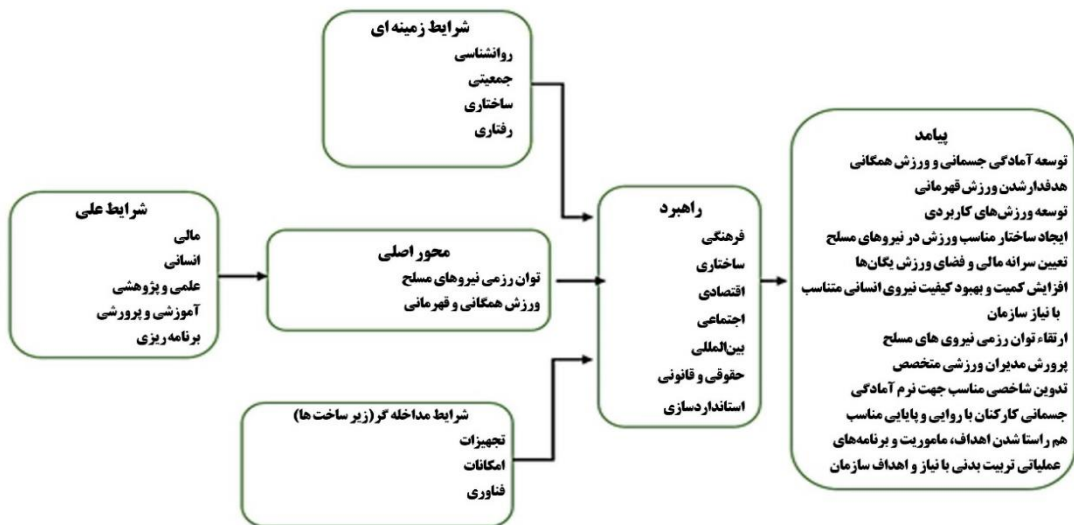 شرایط زمینه ای
روانشناسی
جمعیتی
ساختاری
رفتاری
شرایط علی
مالی
انسانی
علمی و پژوهشی
آموزشی و پرورشی
برنامه ریزی
محور اصلی
توان رزمی نیروهای مسلح
ورزش همگانی و قهرمانی
شرایط مداخله گر(زیر ساخت ها)
تجهیزات
امکانات
فناوری
راهبرد
فرهنگی
ساختاری
اقتصادی
اجتماعی
بین‌المللی
حقوقی و قانونی
استانداردسازی
پیامد
توسعه آمادگی جسمانی و ورزش همگانی
هدفدارشدن ورزش قهرمانی
توسعه ورزش‌های کاربردی
ایجاد ساختار مناسب ورزش در نیروهای مسلح
تعیین سرانه مالی و فضای ورزش یگان‌ها
افزایش کمیت و بهبود کیفیت نیروی انسانی متناسب
با نیاز سازمان
ارتقاء توان رزمی نیروی های مسلح
پرورش مدیران ورزشی متخصص
تدوین شاخصی مناسب جهت نرم آمادگی
جسمانی کارکنان با روایی و پایایی مناسب
هم راستا شدن اهداف، ماموریت و برنامه‌های
عملیاتی تربیت بدنی با نیاز و اهداف سازمان